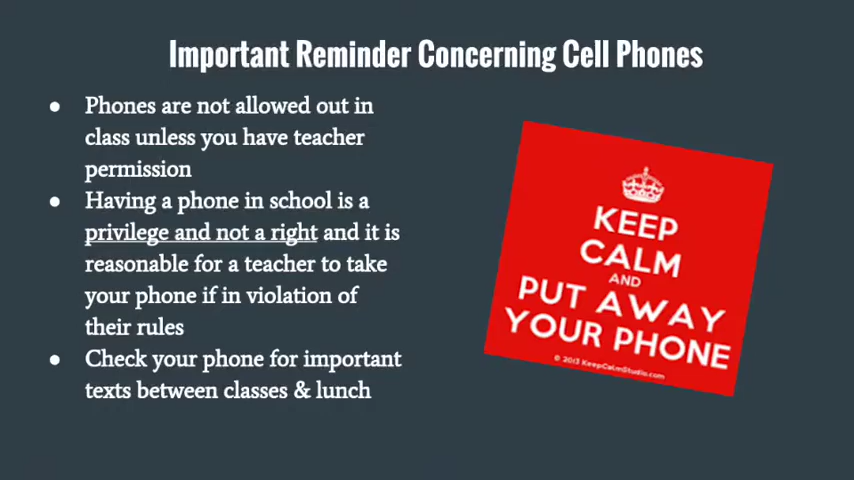 Important Reminder Concerning Cell Phones
● Phones are not allowed out in
class unless you have teacher
permission
● Having a phone in school is a
privilege and not a right and it is
reasonable for a teacher to take
your phone if in violation of
their rules
● Check your phone for important
texts between classes & lunch
KEEP
CALM
AND
PUT AWAY
YOUR PHONE
© 2013 KeepCalmStudio.com